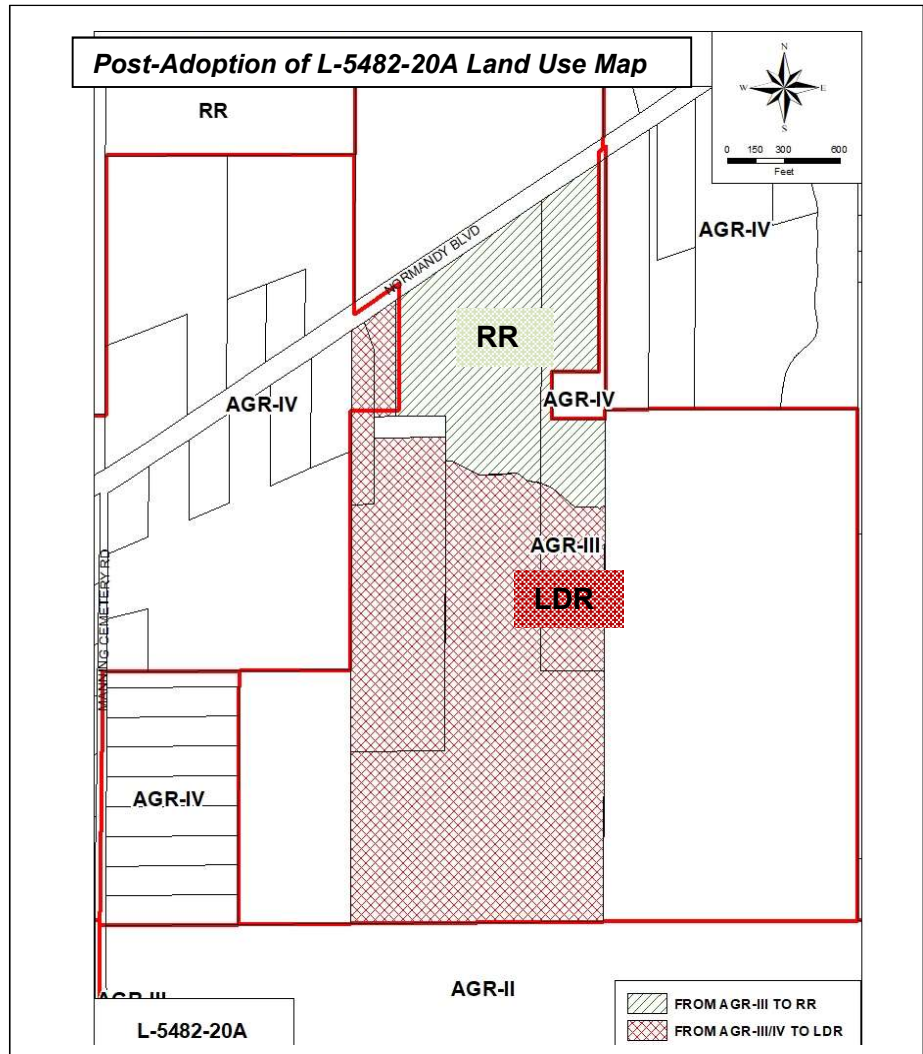 Post-Adoption of L-5482-20A Land Use Map
N
W
E
S
0 150 300 600
Feet
RR
AGR-IV
NORMANDY BLVD
RR
AGR-IV
AGR-IV
AGR-III
LDR
MANNING CEMETERY RD
AGR-IV
AGR-II
AGR-III
L-5482-20A
FROM AGR-III TO RR
FROM AGR-III/IV TO LDR